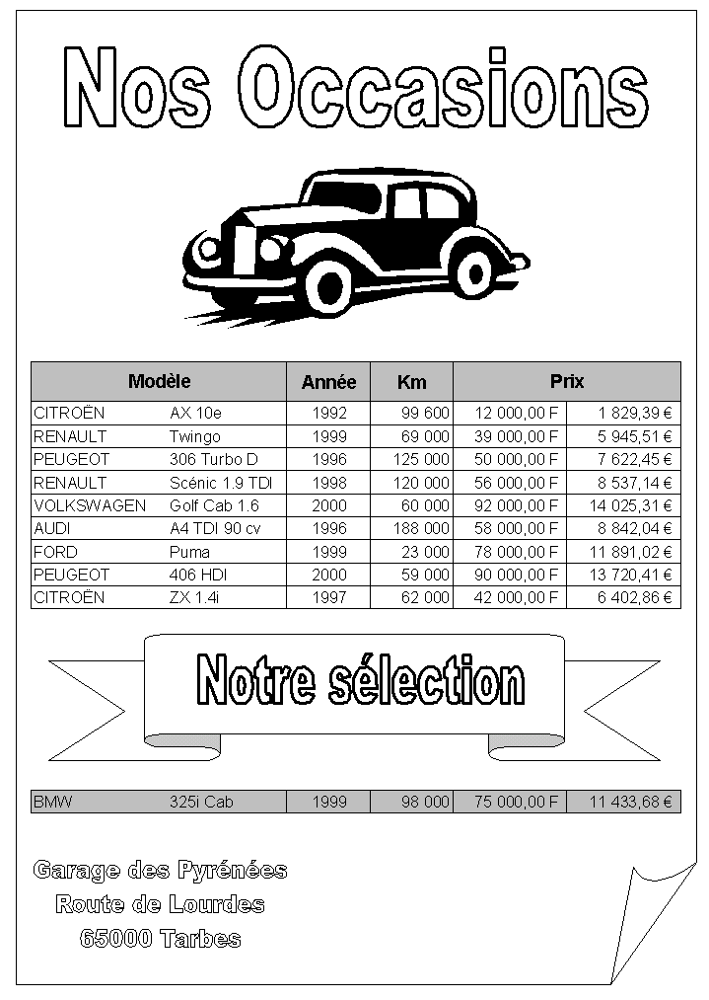 Nos Occasions
Modèle Année Km Prix
CITROËN AX 10e 1992 99 600 12 000,00 F 1 829,39 €
RENAULT Twingo 1999 69 000 39 000,00 F 5 945,51 €
PEUGEOT 306 Turbo D 1996 125 000 50 000,00 F 7 622,45 €
RENAULT Scénic 1.9 TDI 1998 120 000 56 000,00 F 8 537,14 €
VOLKSWAGEN Golf Cab 1.6 2000 60 000 92 000,00 F 14 025,31 €
AUDI A4 TDI 90 cv 1996 188 000 58 000,00 F 8 842,04 €
FORD Puma 1999 23 000 78 000,00 F 11 891,02 €
PEUGEOT 406 HDI 2000 59 000 90 000,00 F 13 720,41 €
CITROËN ZX 1.4i 1997 62 000 42 000,00 F 6 402,86 €
Notre sélection
BMW 325i Cab 1999 98 000 75 000,00 F 11 433,68 €
Garage des Pyrénées
Route de Lourdes
65000 Tarbes